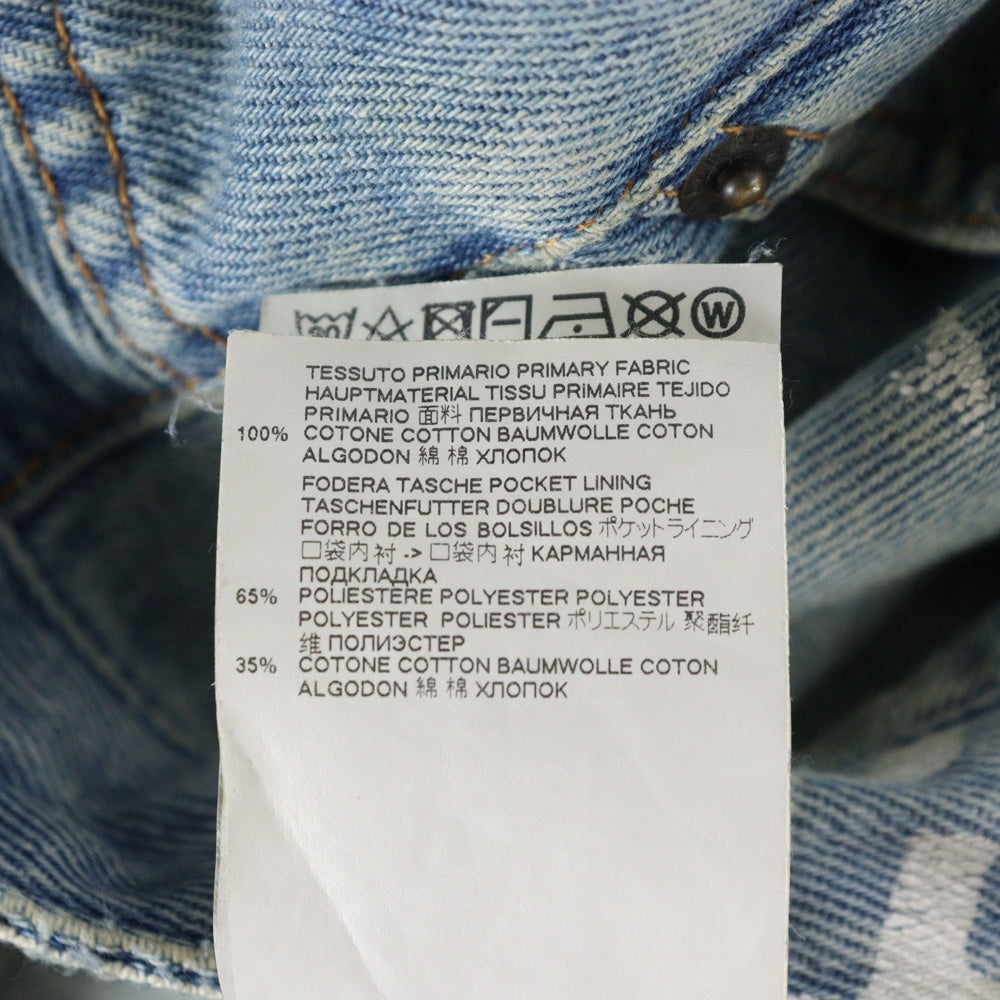 W
TESSUTO PRIMARIO PRIMARY FABRIC
HAUPTMATERIAL TISSU PRIMAIRE TEJIDO
PRIMARIO 面料 ПЕРВИЧНАЯ ТКАНЬ
100% COTONE COTTON BAUMWOLLE COTON
ALGODON 綿 棉 ХЛОПОК
FODERA TASCHE POCKET LINING
TASCHENFUTTER DOUBLURE POCHE
FORRO DE LOS BOLSILLOS ポケットライニング
口袋内衬 -> 口袋内衬 КАРМАННАЯ
ПОДКЛАДКА
65% POLIESTERE POLYESTER POLYESTER
POLYESTER POLIESTER ポリエステル 聚酯纤
维 ПОЛИЭСТЕР
35% COTONE COTTON BAUMWOLLE COTON
ALGODON 綿 棉 ХЛОПОК